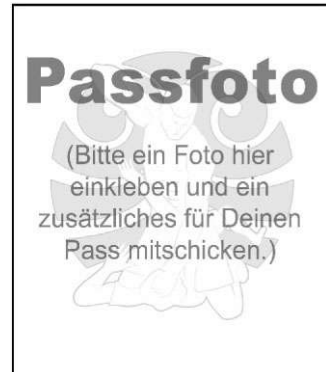 Passfoto
(Bitte ein Foto hier
einkleben und ein
zusätzliches für Deinen
Pass mitschicken.)